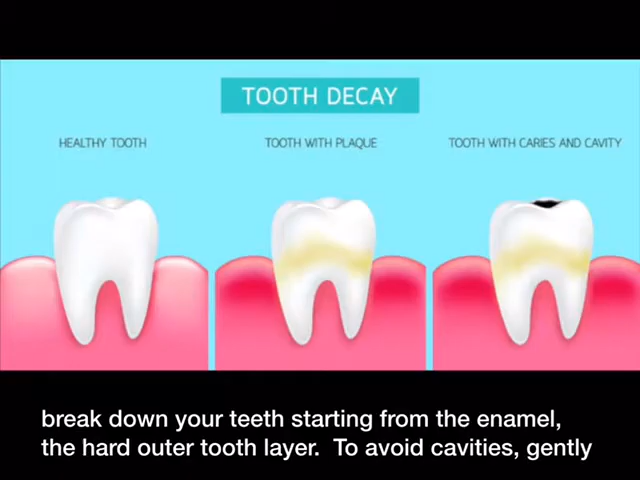 TOOTH DECAY
HEALTHY TOOTH
TOOTH WITH PLAQUE
TOOTH WITH CARIES AND CAVITY
break down your teeth starting from the enamel,
the hard outer tooth layer.  To avoid cavities, gently